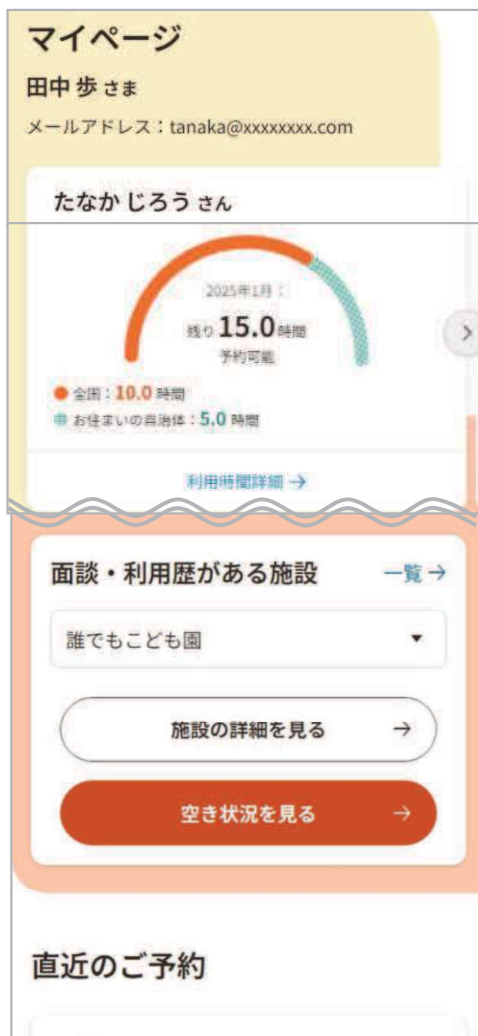 マイページ
田中 歩 さま
メールアドレス：tanaka@xxxxxxxx.com
たなか じろう さん
2025年1月：
残り 15.0 時間
予約可能
全国：10.0 時間
お住まいの自治体：5.0 時間
利用時間詳細 →
面談・利用歴がある施設 一覧 →
誰でもこども園
施設の詳細を見る →
空き状況を見る →
直近のご予約